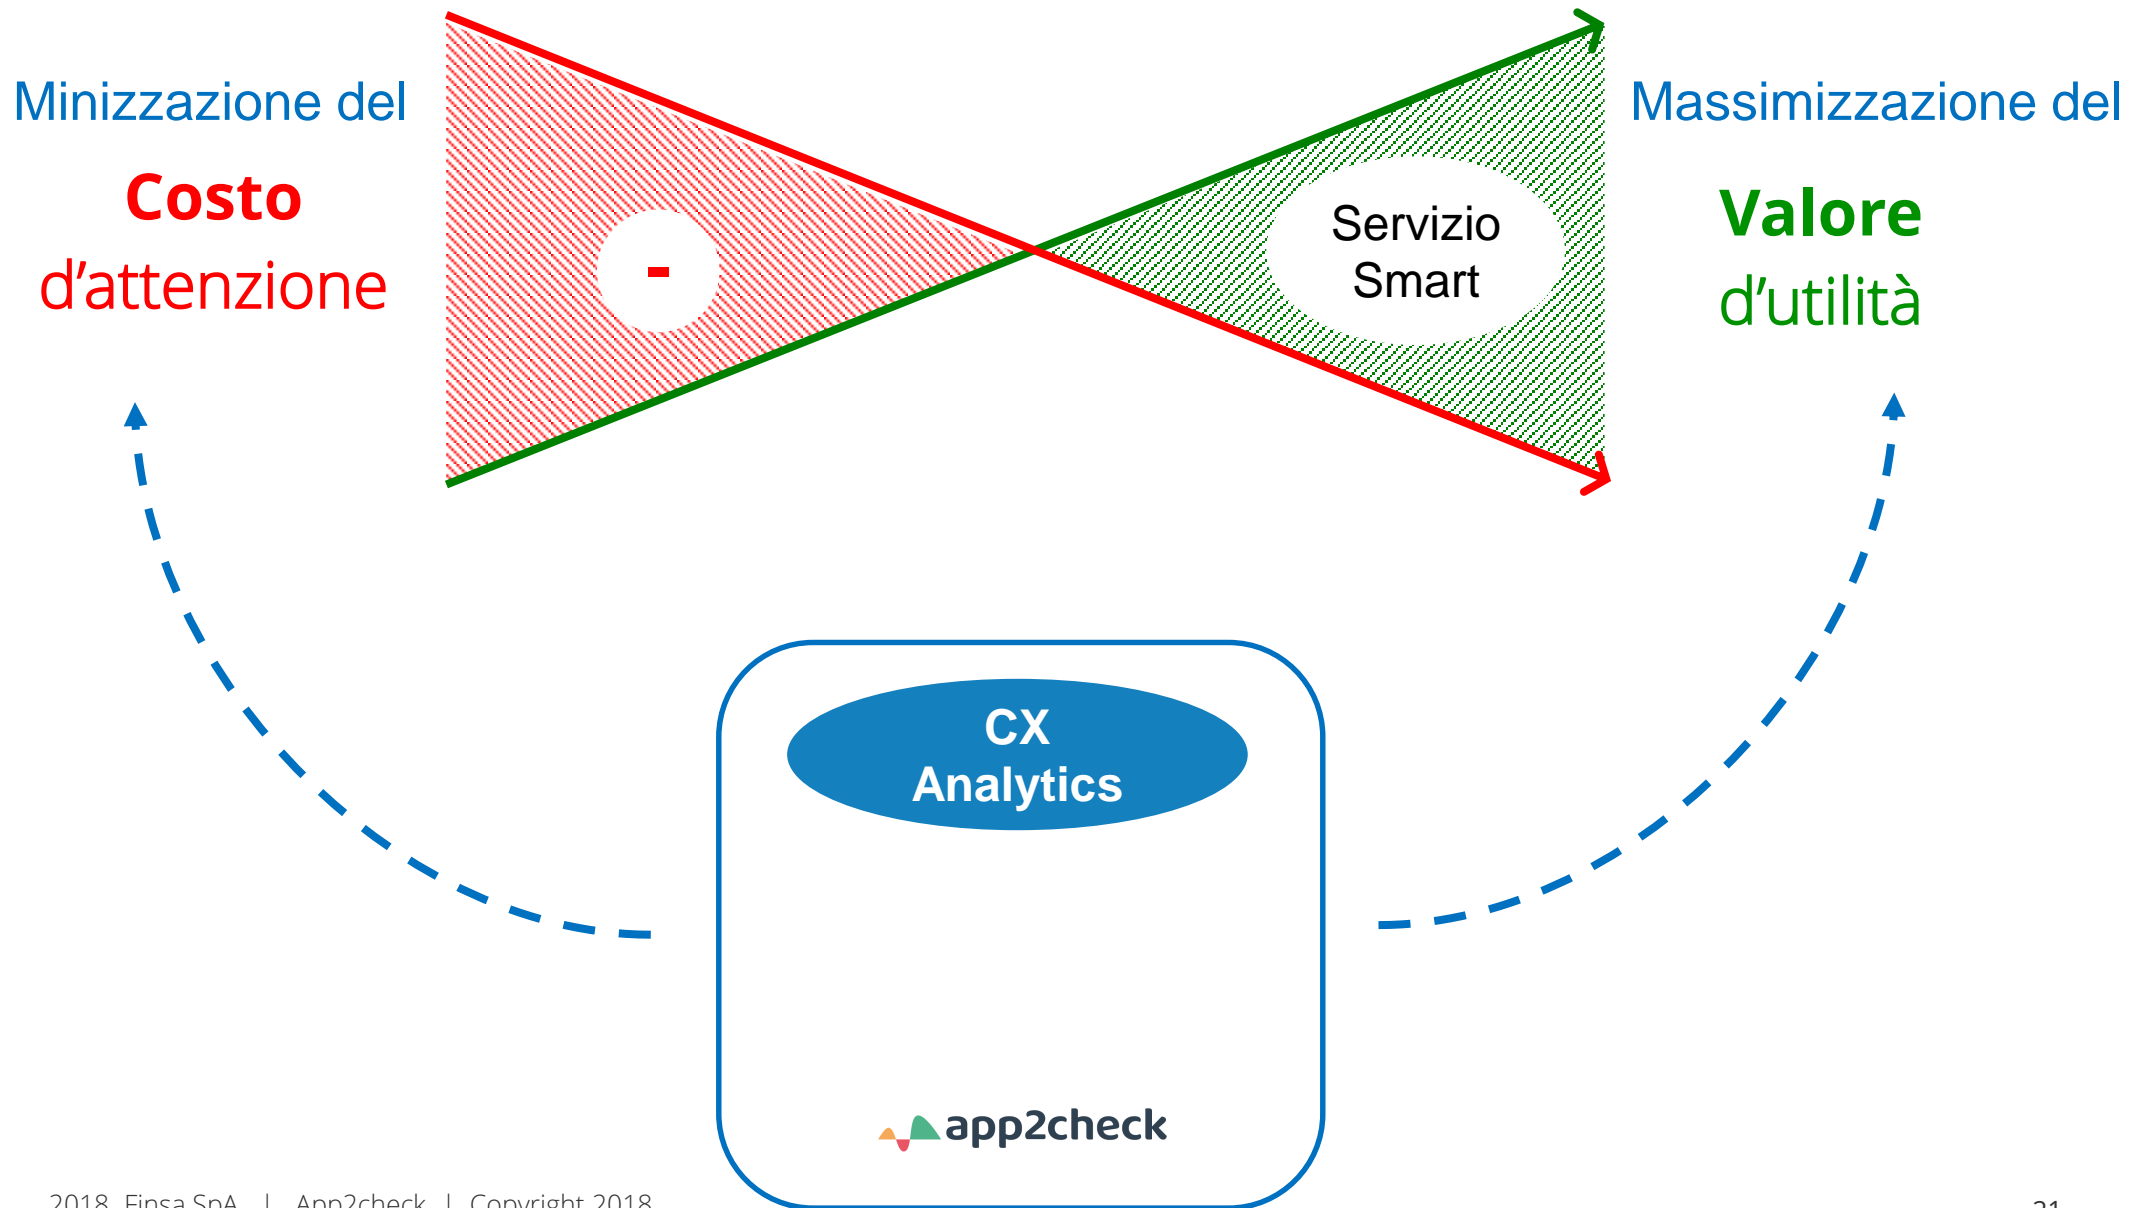 Minizzazione del
Costo
d'attenzione
-
Servizio
Smart
Massimizzazione del
Valore
d'utilità
CX
Analytics
app2check
2018 Finsa SpA | App2check | Copyright 2018
21